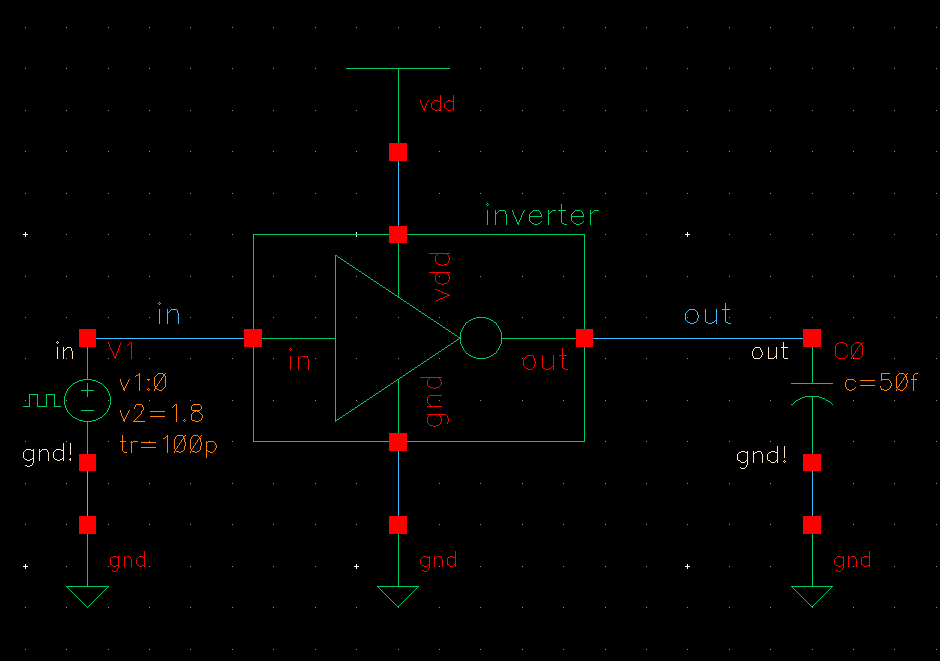 vdd
inverter
vdd
in
out
in
V1
in
out
out
C0
v1:0
c=50f
v2=1.8
gnd
tr=100p
gnd!
gnd!
gnd
gnd
gnd